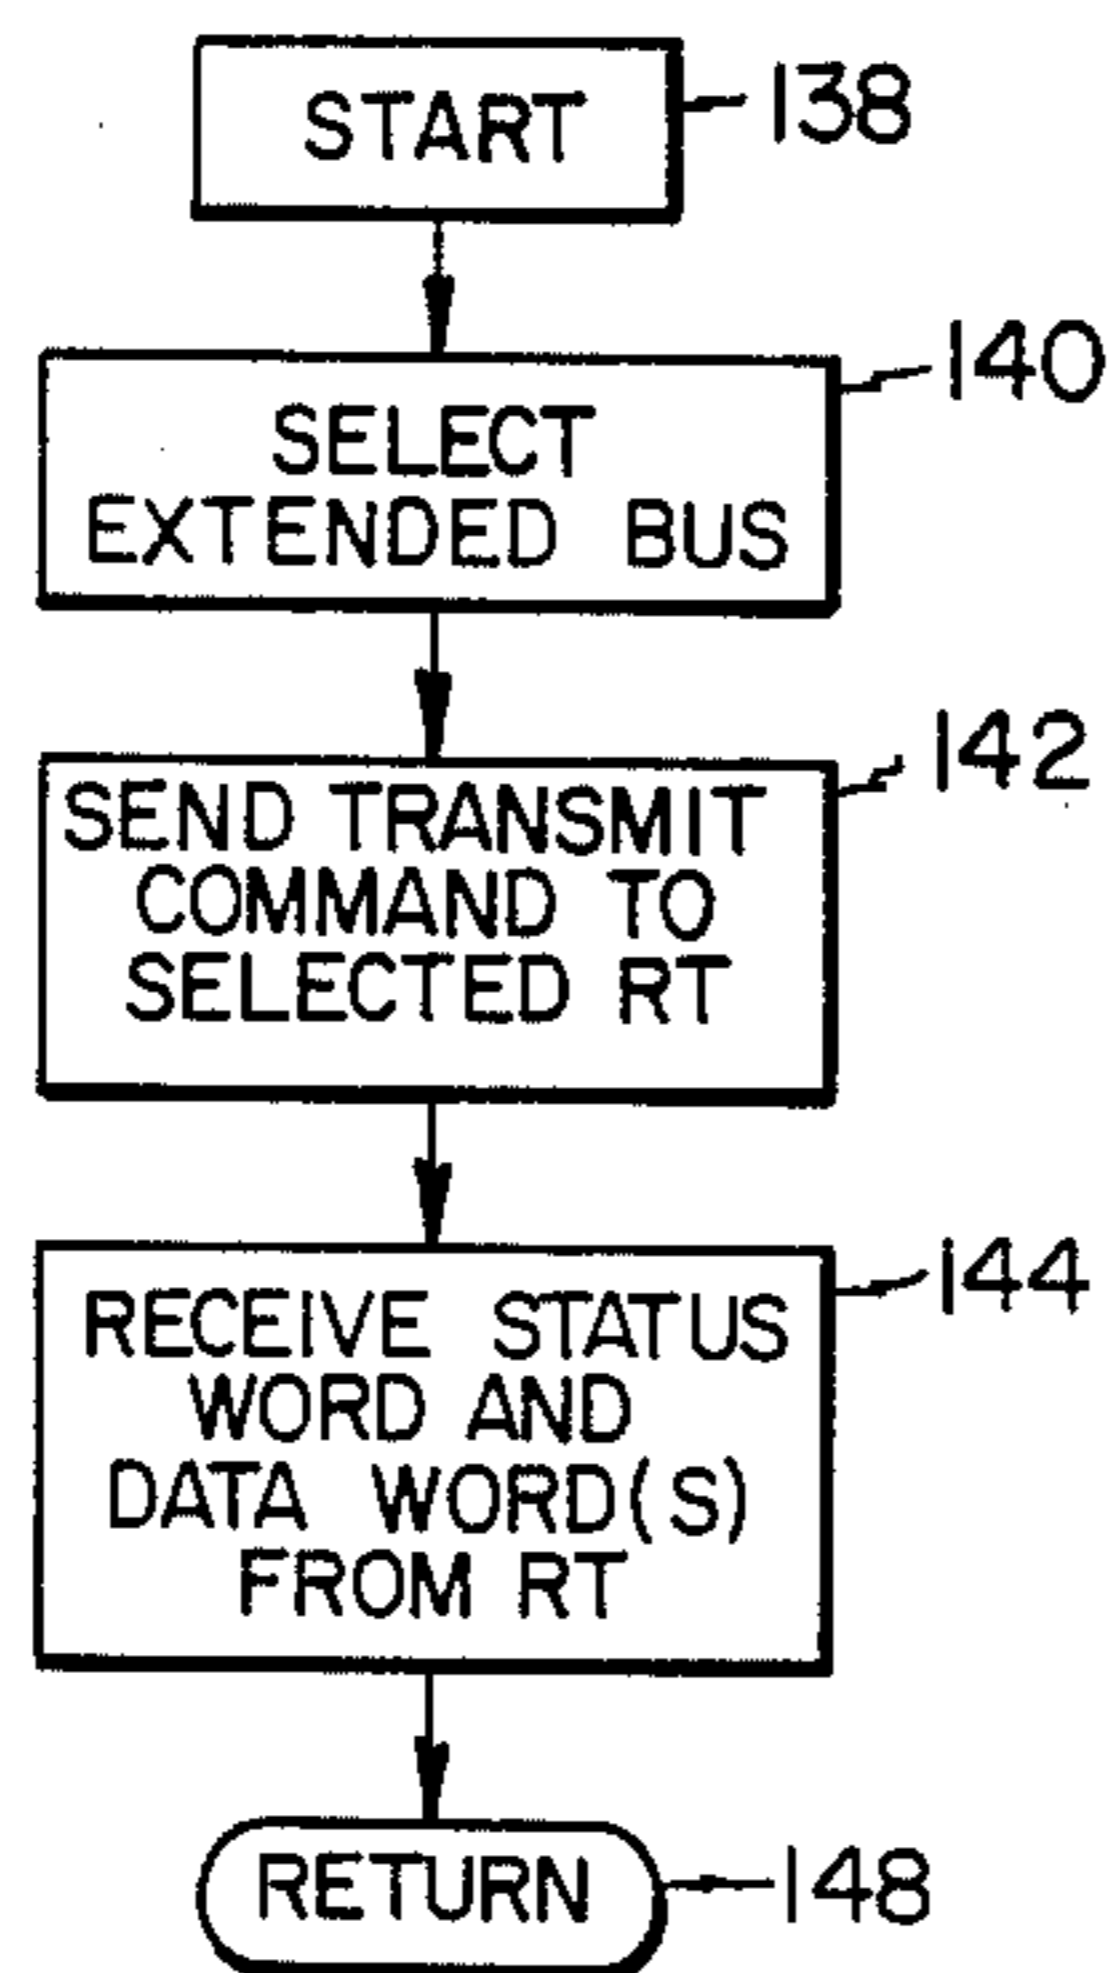 START
138
SELECT
EXTENDED BUS
140
SEND TRANSMIT
COMMAND TO
SELECTED RT
142
RECEIVE STATUS
WORD AND
DATA WORD(S)
FROM RT
144
RETURN
148